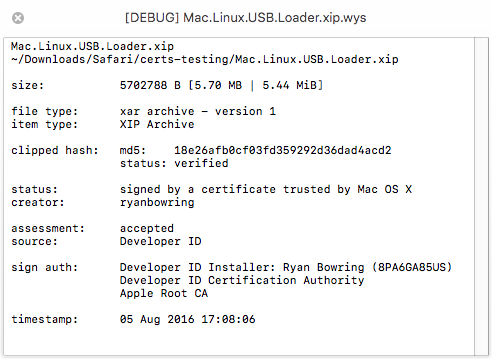 [DEBUG] Mac.Linux.USB.Loader.xip.wys
Mac.Linux.USB.Loader.xip
~/Downloads/Safari/certs-testing/Mac.Linux.USB.Loader.xip
size: 5702788 B [5.70 MB | 5.44 MiB]
file type: xar archive – version 1
item type: XIP Archive
clipped hash: md5: 18e26afb0cf03fd359292d36dad4acd2
status: verified
status: signed by a certificate trusted by Mac OS X
creator: ryanbowring
assessment: accepted
source: Developer ID
sign auth: Developer ID Installer: Ryan Bowring (8PA6GA85US)
Developer ID Certification Authority
Apple Root CA
timestamp: 05 Aug 2016 17:08:06